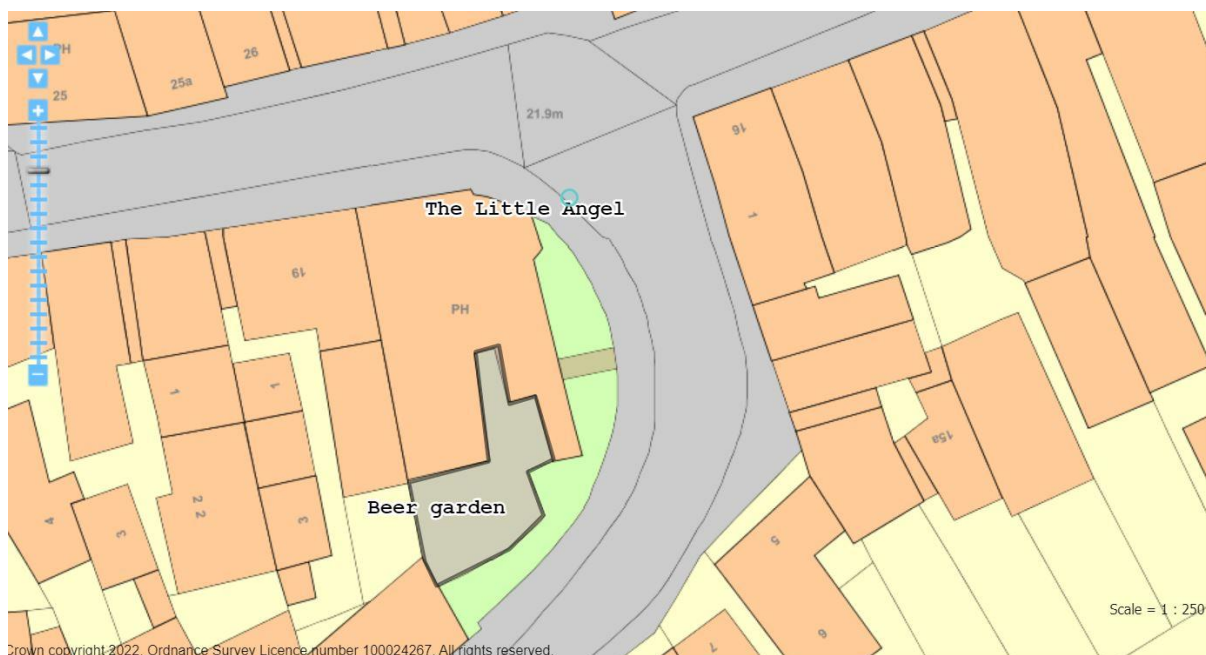 PH
26
25a
25
21.9m
16
The Little Angel
1
19
PH
1
1
15a
22
Beer garden
3
4
3
5
6
7
Scale = 1 : 250
Crown copyright 2022. Ordnance Survey Licence number 100024267. All rights reserved.